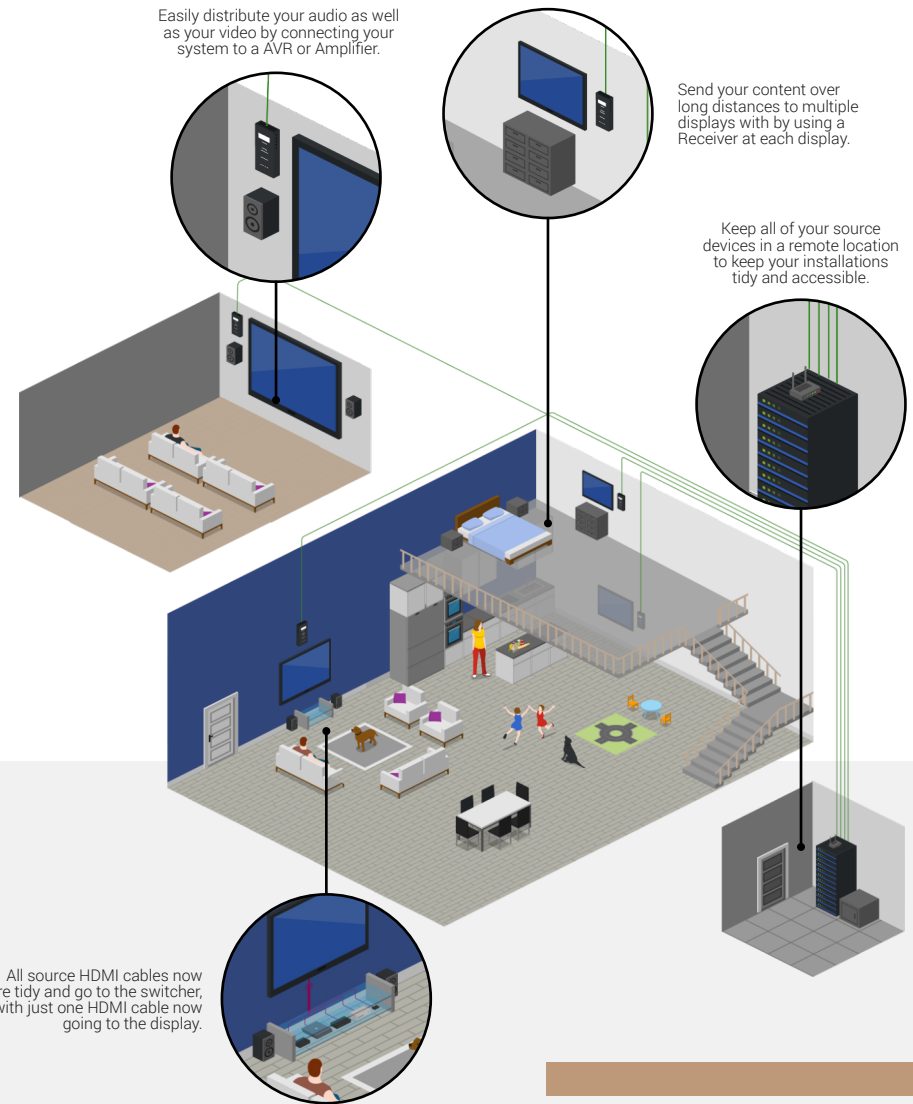 Easily distribute your audio as well
as your video by connecting your
system to a AVR or Amplifier.
Send your content over
long distances to multiple
displays with by using a
Receiver at each display.
Keep all of your source
devices in a remote location
to keep your installations
tidy and accessible.
All source HDMI cables now
re tidy and go to the switcher,
with just one HDMI cable now
going to the display.